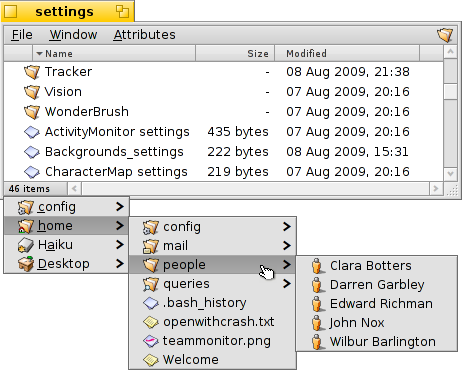 settings
File Window Attributes
Name Size Modified
Tracker - 08 Aug 2009, 21:38
Vision - 07 Aug 2009, 20:16
WonderBrush - 07 Aug 2009, 20:16
ActivityMonitor settings 435 bytes 07 Aug 2009, 20:16
Backgrounds_settings 222 bytes 08 Aug 2009, 15:31
CharacterMap settings 219 bytes 07 Aug 2009, 20:16
46 items
config
home
Haiku
Desktop
config
mail
people
queries
.bash_history
openwithcrash.txt
teammonitor.png
Welcome
Clara Botters
Darren Garbley
Edward Richman
John Nox
Wilbur Barlington